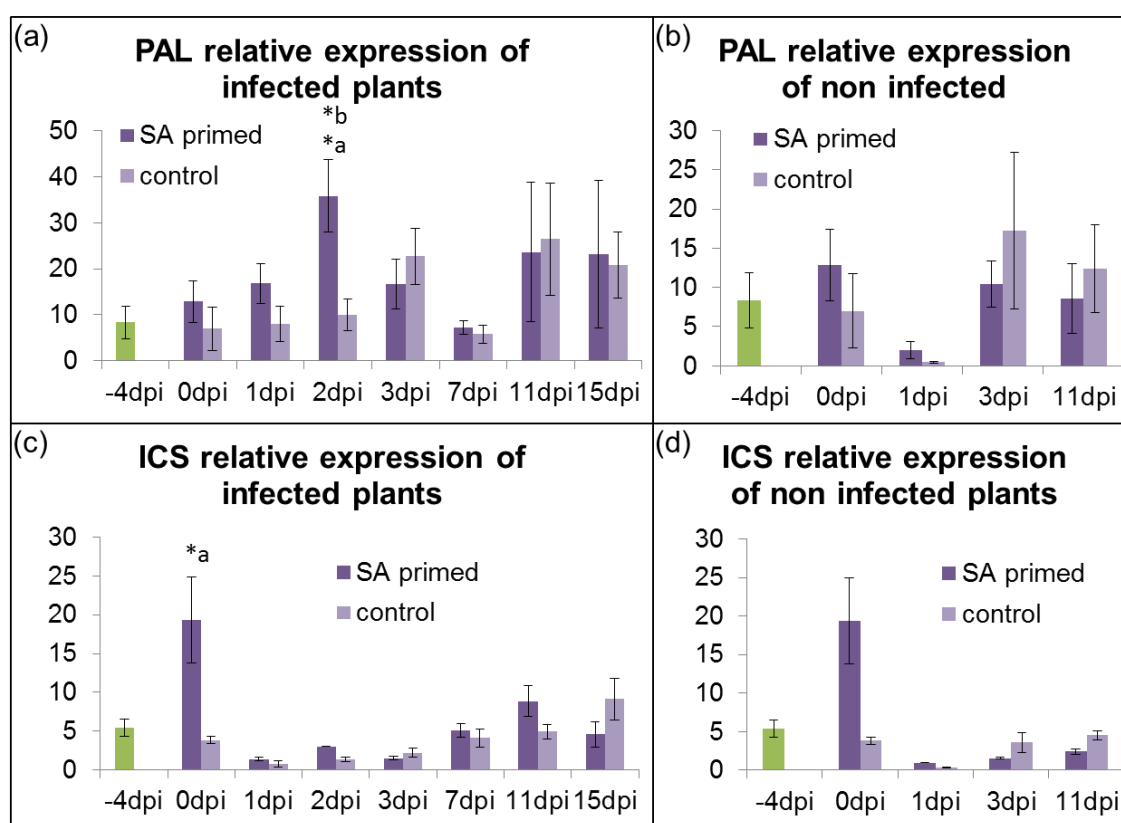 (a)
PAL relative expression of
infected plants
*b
*a
SA primed
control
50
40
30
20
10
0
-4dpi 0dpi 1dpi 2dpi 3dpi 7dpi 11dpi 15dpi
(b)
PAL relative expression
of non infected
SA primed
control
30
25
20
15
10
5
0
-4dpi 0dpi 1dpi 3dpi 11dpi
(c)
ICS relative expression of
infected plants
*a
SA primed
control
30
25
20
15
10
5
0
-4dpi 0dpi 1dpi 2dpi 3dpi 7dpi 11dpi 15dpi
(d)
ICS relative expression
of non infected plants
SA primed
control
30
25
20
15
10
5
0
-4dpi 0dpi 1dpi 3dpi 11dpi